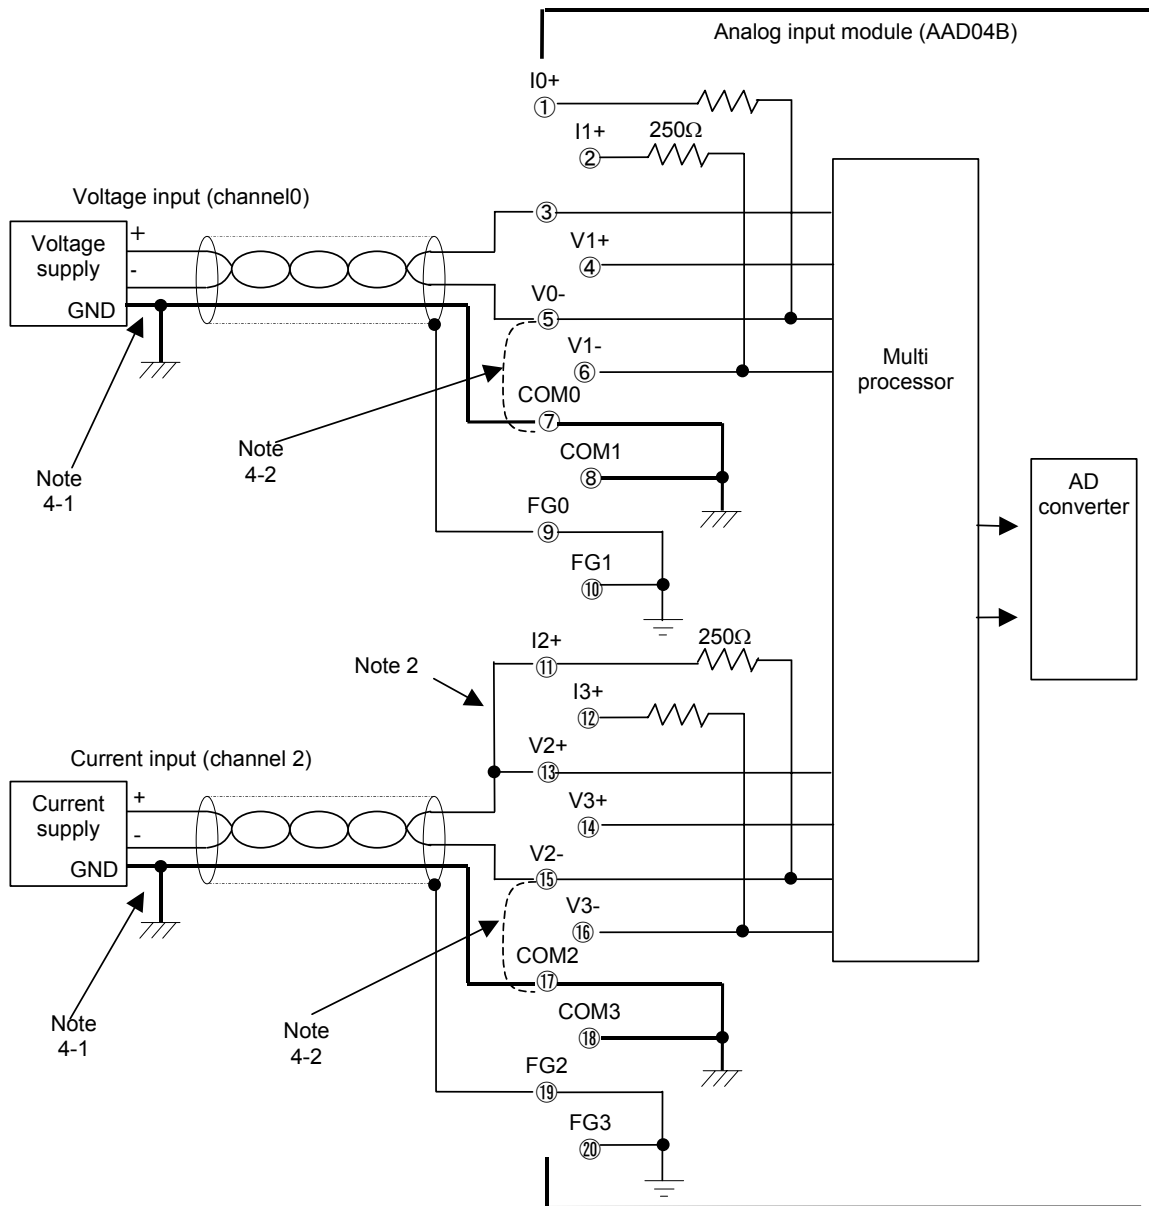 Analog input module (AAD04B)
I0+
①
I1+
250Ω
②
Voltage input (channel0)
③
Voltage
supply
+
-
GND
V1+
④
V0-
⑤
V1-
⑥
Multi
processor
COM0
⑦
Note
4-1
Note
4-2
COM1
⑧
AD
converter
FG0
⑨
FG1
⑩
I2+
250Ω
⑪
Note 2
I3+
⑫
V2+
⑬
Current input (channel 2)
Current
supply
+
-
GND
V3+
⑭
V2-
⑮
V3-
⑯
COM2
⑰
Note
4-1
Note
4-2
COM3
⑱
FG2
⑲
FG3
⑳